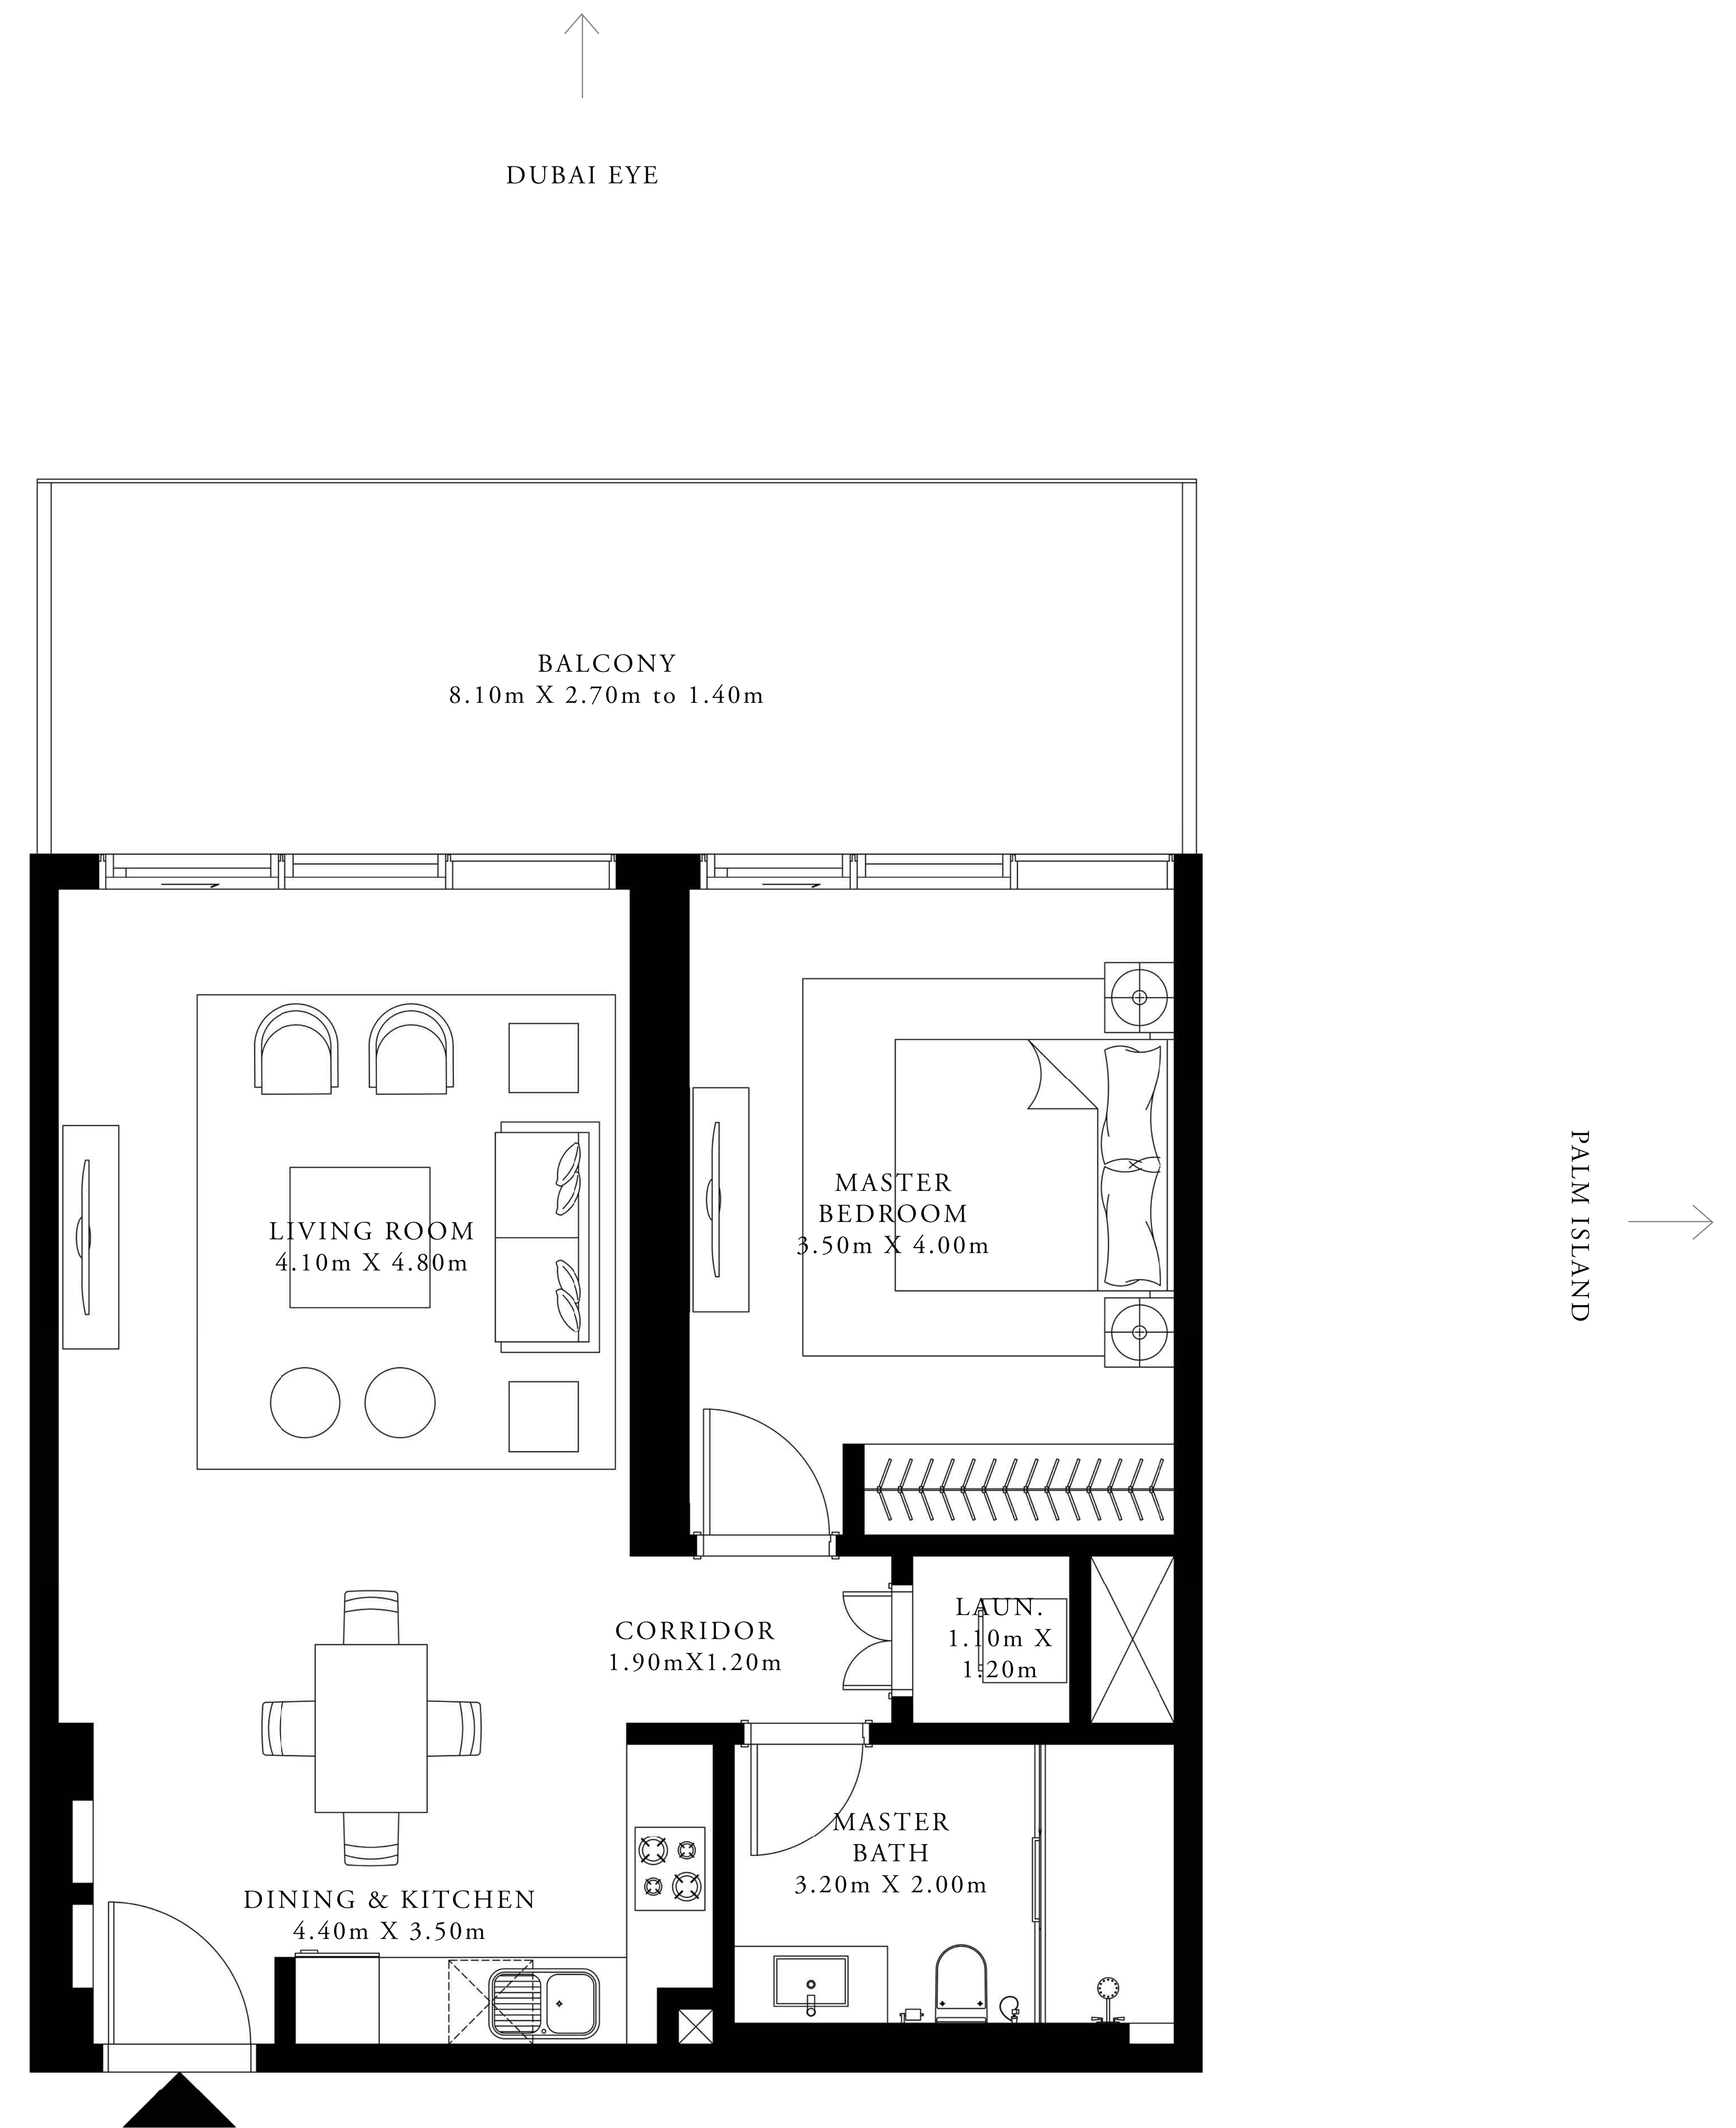 DUBAI EYE
BALCONY
8.10m X 2.70m to 1.40m
PALM ISLAND
MASTER
BEDROOM
3.50m X 4.00m
LIVING ROOM
4.10m X 4.80m
LAUN.
1.10m X
1.20m
CORRIDOR
1.90mX1.20m
MASTER
BATH
3.20m X 2.00m
DINING & KITCHEN
4.40m X 3.50m